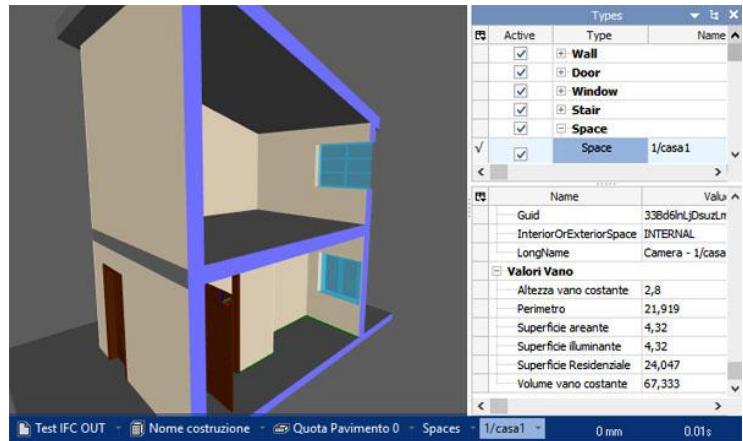 Types
Active Type Name
Wall
Door
Window
Stair
Space
√ Space 1/casa1
Name Valu
Guid 33Bd6lnLjDsuzLm
InteriorOrExteriorSpace INTERNAL
LongName Camera - 1/casa
Valori Vano
Altezza vano costante 2,8
Perimetro 21,919
Superficie areante 4,32
Superficie illuminante 4,32
Superficie Residenziale 24,047
Volume vano costante 67,333
Test IFC OUT Nome costruzione Quota Pavimento 0 Spaces 1/casa1 0 mm 0.01s